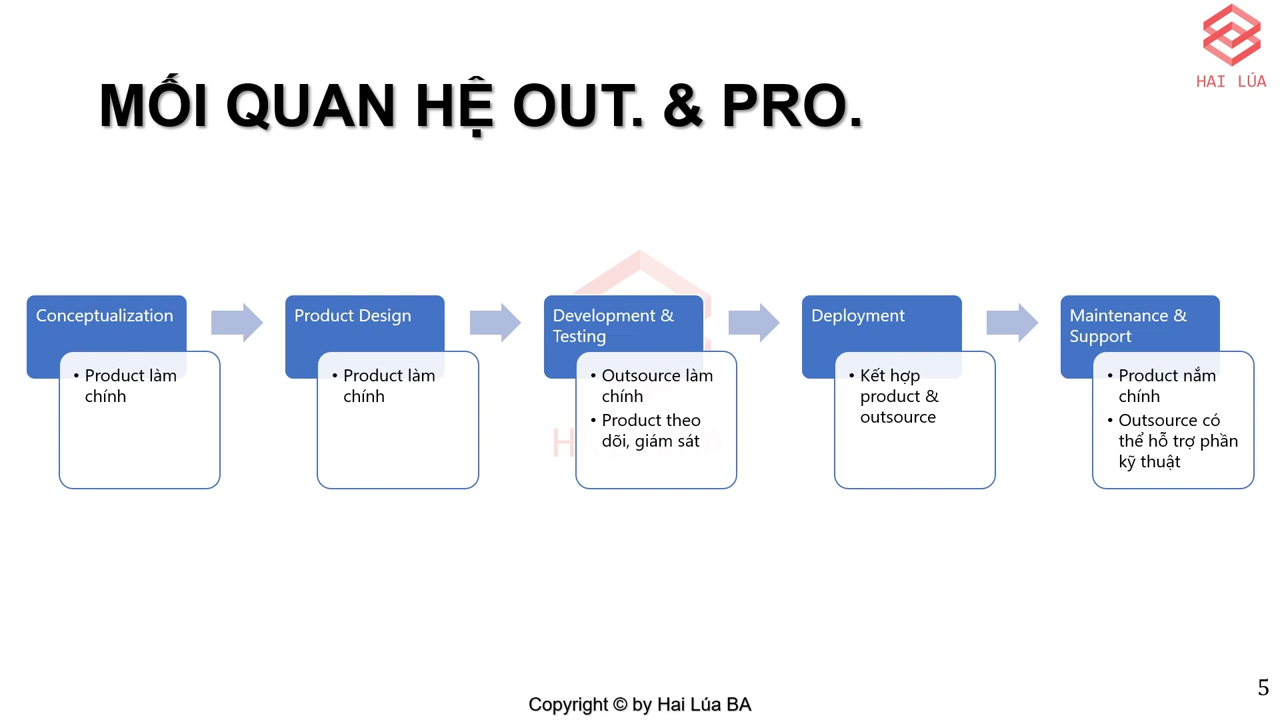 HAI LÚA
MỐI QUAN HỆ OUT. & PRO.
Conceptualization
• Product làm
chính
Product Design
• Product làm
chính
Development &
Testing
• Outsource làm
chính
• Product theo
dõi, giám sát
Deployment
• Kết hợp
product &
outsource
Maintenance &
Support
• Product nắm
chính
• Outsource có
thể hỗ trợ phần
kỹ thuật
5
Copyright © by Hai Lúa BA